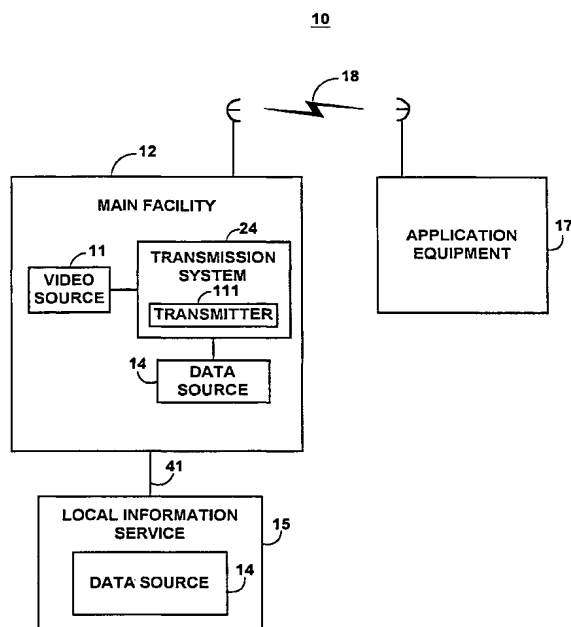 10
18
12
MAIN FACILITY
24
11
TRANSMISSION
SYSTEM
VIDEO
SOURCE
111
TRANSMITTER
14
DATA
SOURCE
APPLICATION
EQUIPMENT
17
41
LOCAL INFORMATION
SERVICE
15
DATA SOURCE
14